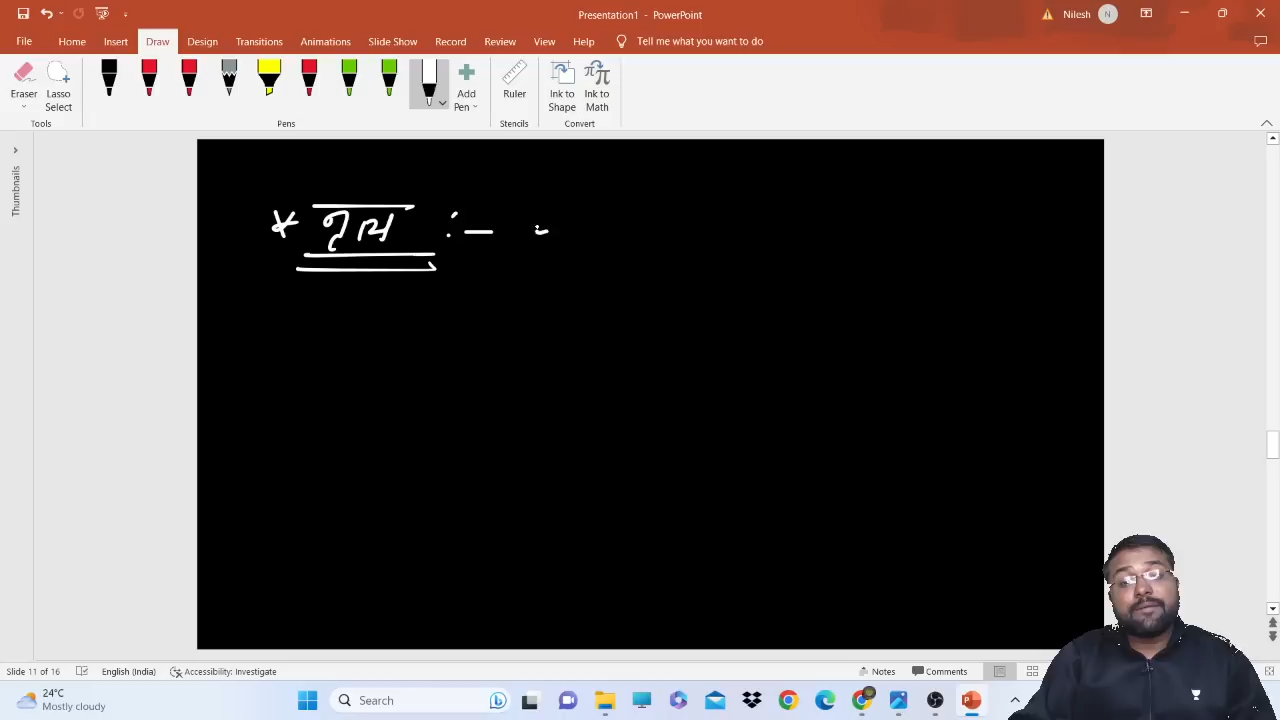 Presentation1 - PowerPoint
Nilesh N
File Home Insert Draw Design Transitions Animations Slide Show Record Review View Help Tell me what you want to do
Eraser Lasso Select Add Pen Ruler Ink to Shape Ink to Math
Tools Pens Stencils Convert
Thumbnails
* :-
Slide 11 of 16 English (India) Accessibility: Investigate Notes Comments
24°C
Mostly cloudy
Search